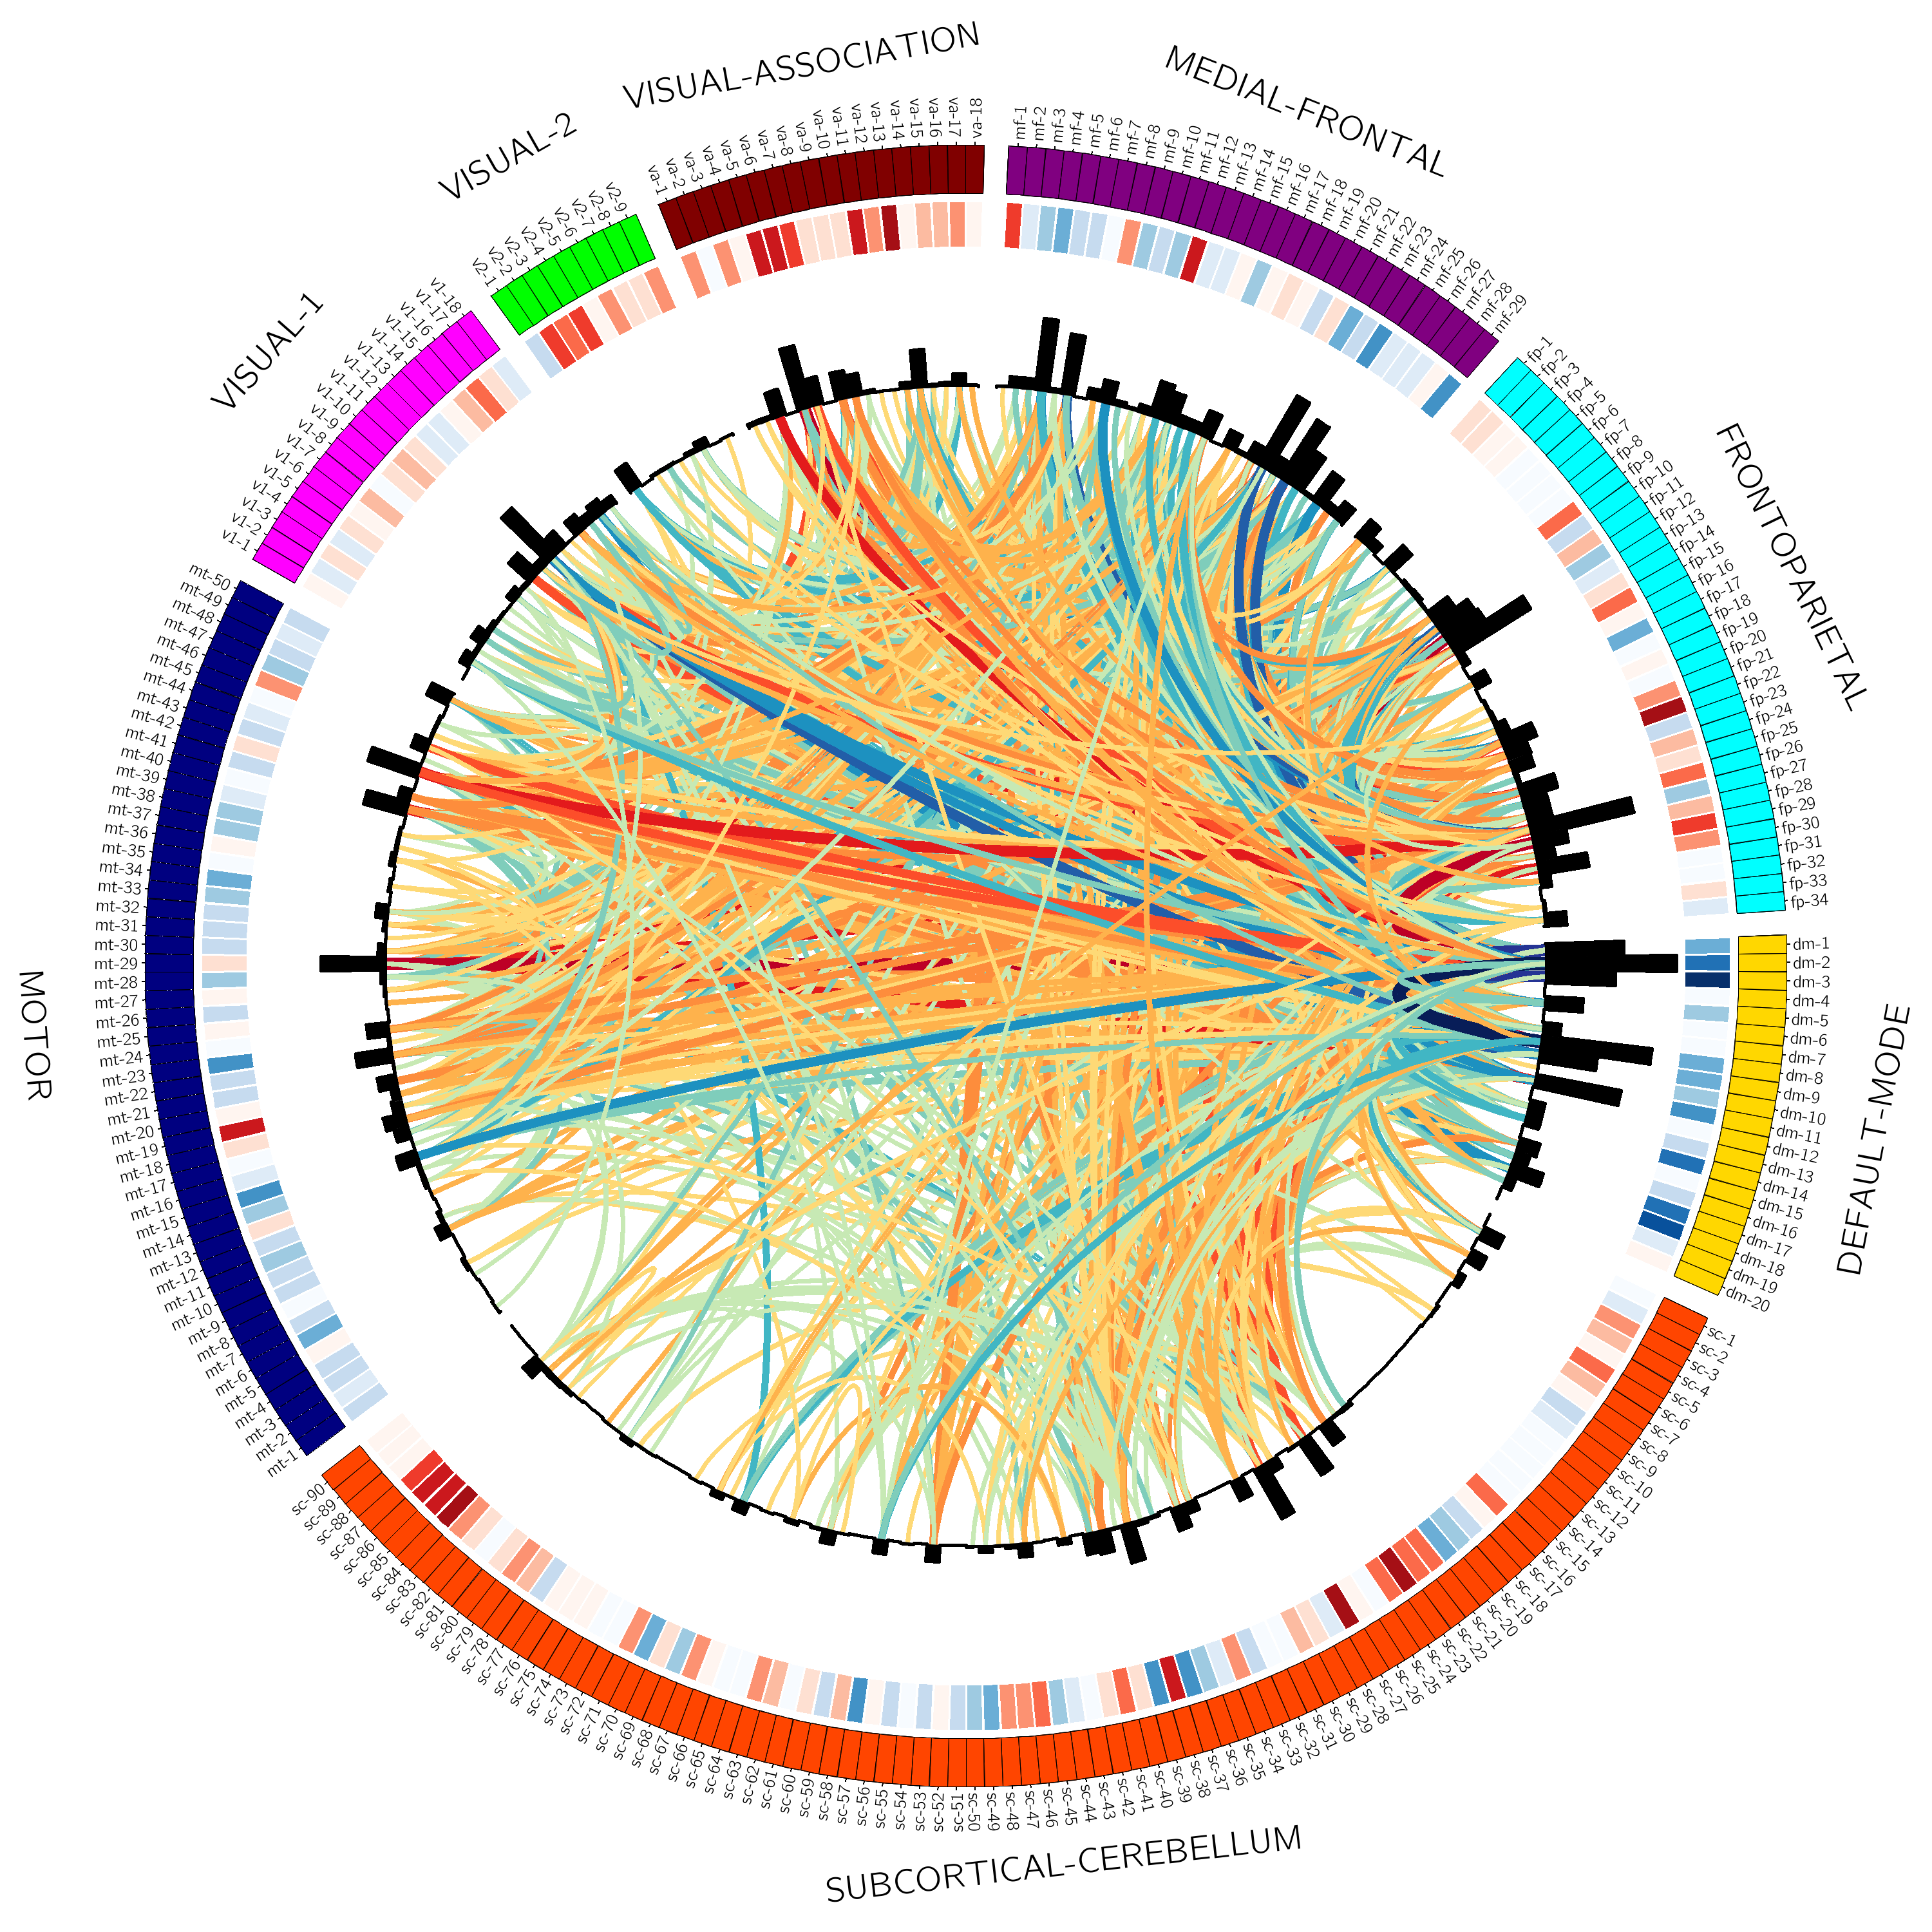 MEDIAL-FRONTAL
mf-1
mf-2
mf-3
mf-4
mf-5
mf-6
mf-7
mf-8
mf-9
mf-10
mf-11
mf-12
mf-13
mf-14
mf-15
mf-16
mf-17
mf-18
mf-19
mf-20
mf-21
mf-22
mf-23
mf-24
mf-25
mf-26
mf-27
mf-28
mf-29
FRONTOPARIETAL
fp-1
fp-2
fp-3
fp-4
fp-5
fp-6
fp-7
fp-8
fp-9
fp-10
fp-11
fp-12
fp-13
fp-14
fp-15
fp-16
fp-17
fp-18
fp-19
fp-20
fp-21
fp-22
fp-23
fp-24
fp-25
fp-26
fp-27
fp-28
fp-29
fp-30
fp-31
fp-32
fp-33
fp-34
DEFAULT-MODE
dm-1
dm-2
dm-3
dm-4
dm-5
dm-6
dm-7
dm-8
dm-9
dm-10
dm-11
dm-12
dm-13
dm-14
dm-15
dm-16
dm-17
dm-18
dm-19
dm-20
SUBCORTICAL-CEREBELLUM
sc-1
sc-2
sc-3
sc-4
sc-5
sc-6
sc-7
sc-8
sc-9
sc-10
sc-11
sc-12
sc-13
sc-14
sc-15
sc-16
sc-17
sc-18
sc-19
sc-20
sc-21
sc-22
sc-23
sc-24
sc-25
sc-26
sc-27
sc-28
sc-29
sc-30
sc-31
sc-32
sc-33
sc-34
sc-35
sc-36
sc-37
sc-38
sc-39
sc-40
sc-41
sc-42
sc-43
sc-44
sc-45
sc-46
sc-47
sc-48
sc-49
sc-50
sc-51
sc-52
sc-53
sc-54
sc-55
sc-56
sc-57
sc-58
sc-59
sc-60
sc-61
sc-62
sc-63
sc-64
sc-65
sc-66
sc-67
sc-68
sc-69
sc-70
sc-71
sc-72
sc-73
sc-74
sc-75
sc-76
sc-77
sc-78
sc-79
sc-80
sc-81
sc-82
sc-83
sc-84
sc-85
sc-86
sc-87
sc-88
sc-89
sc-90
MOTOR
mt-1
mt-2
mt-3
mt-4
mt-5
mt-6
mt-7
mt-8
mt-9
mt-10
mt-11
mt-12
mt-13
mt-14
mt-15
mt-16
mt-17
mt-18
mt-19
mt-20
mt-21
mt-22
mt-23
mt-24
mt-25
mt-26
mt-27
mt-28
mt-29
mt-30
mt-31
mt-32
mt-33
mt-34
mt-35
mt-36
mt-37
mt-38
mt-39
mt-40
mt-41
mt-42
mt-43
mt-44
mt-45
mt-46
mt-47
mt-48
mt-49
mt-50
VISUAL-1
v1-1
v1-2
v1-3
v1-4
v1-5
v1-6
v1-7
v1-8
v1-9
v1-10
v1-11
v1-12
v1-13
v1-14
v1-15
v1-16
v1-17
v1-18
VISUAL-2
v2-1
v2-2
v2-3
v2-4
v2-5
v2-6
v2-7
v2-8
v2-9
VISUAL-ASSOCIATION
va-1
va-2
va-3
va-4
va-5
va-6
va-7
va-8
va-9
va-10
va-11
va-12
va-13
va-14
va-15
va-16
va-17
va-18